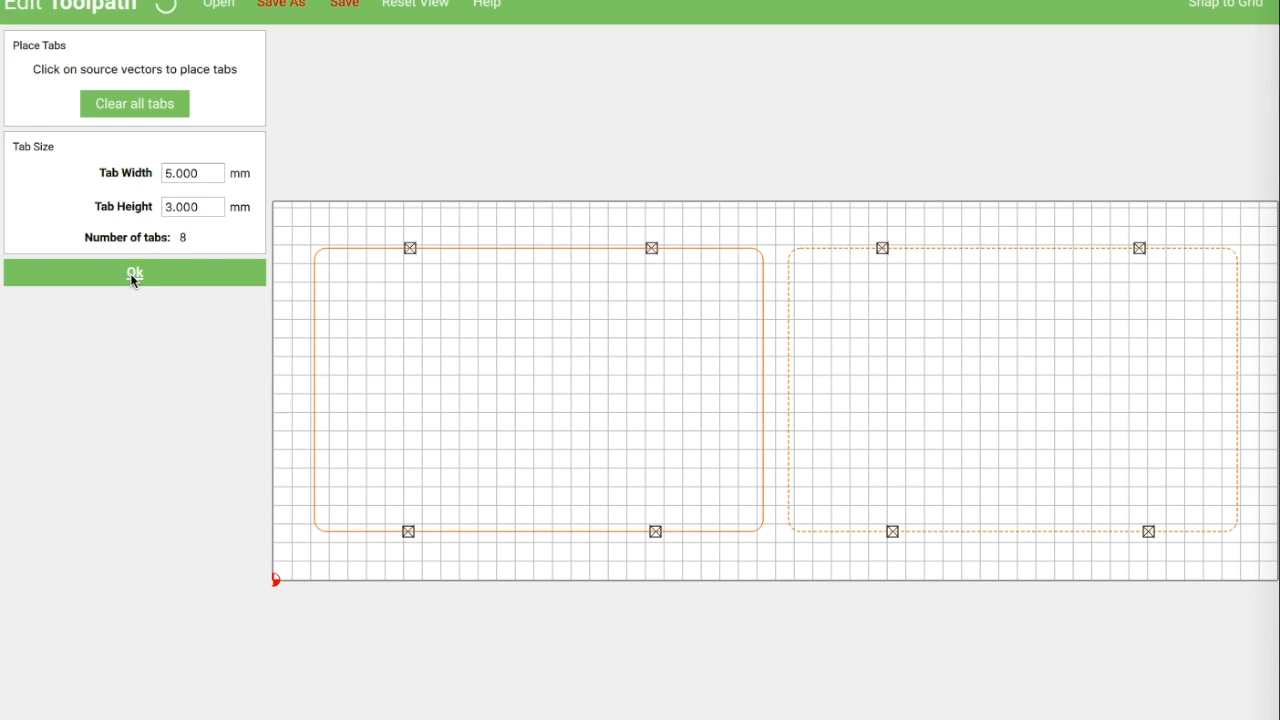 Edit Toolpath Open Save As Save Reset View Help Snap to Grid
Place Tabs
Click on source vectors to place tabs
Clear all tabs
Tab Size
Tab Width 5.000 mm
Tab Height 3.000 mm
Number of tabs: 8
Ok